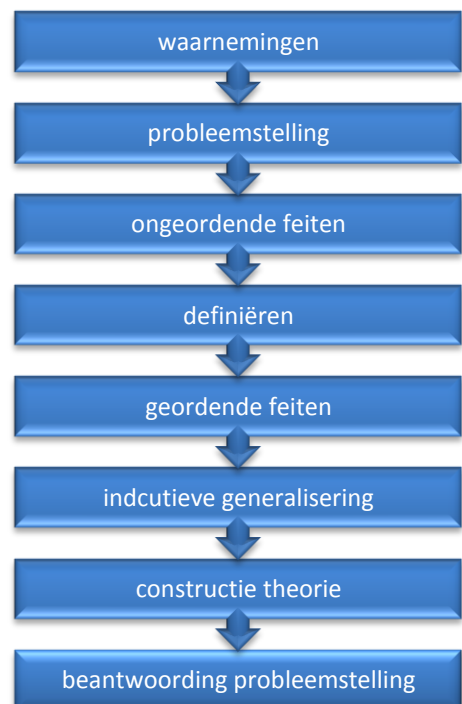 waarnemingen
probleemstelling
ongeordende feiten
definiëren
geordende feiten
indcutieve generalisering
constructie theorie
beantwoording probleemstelling